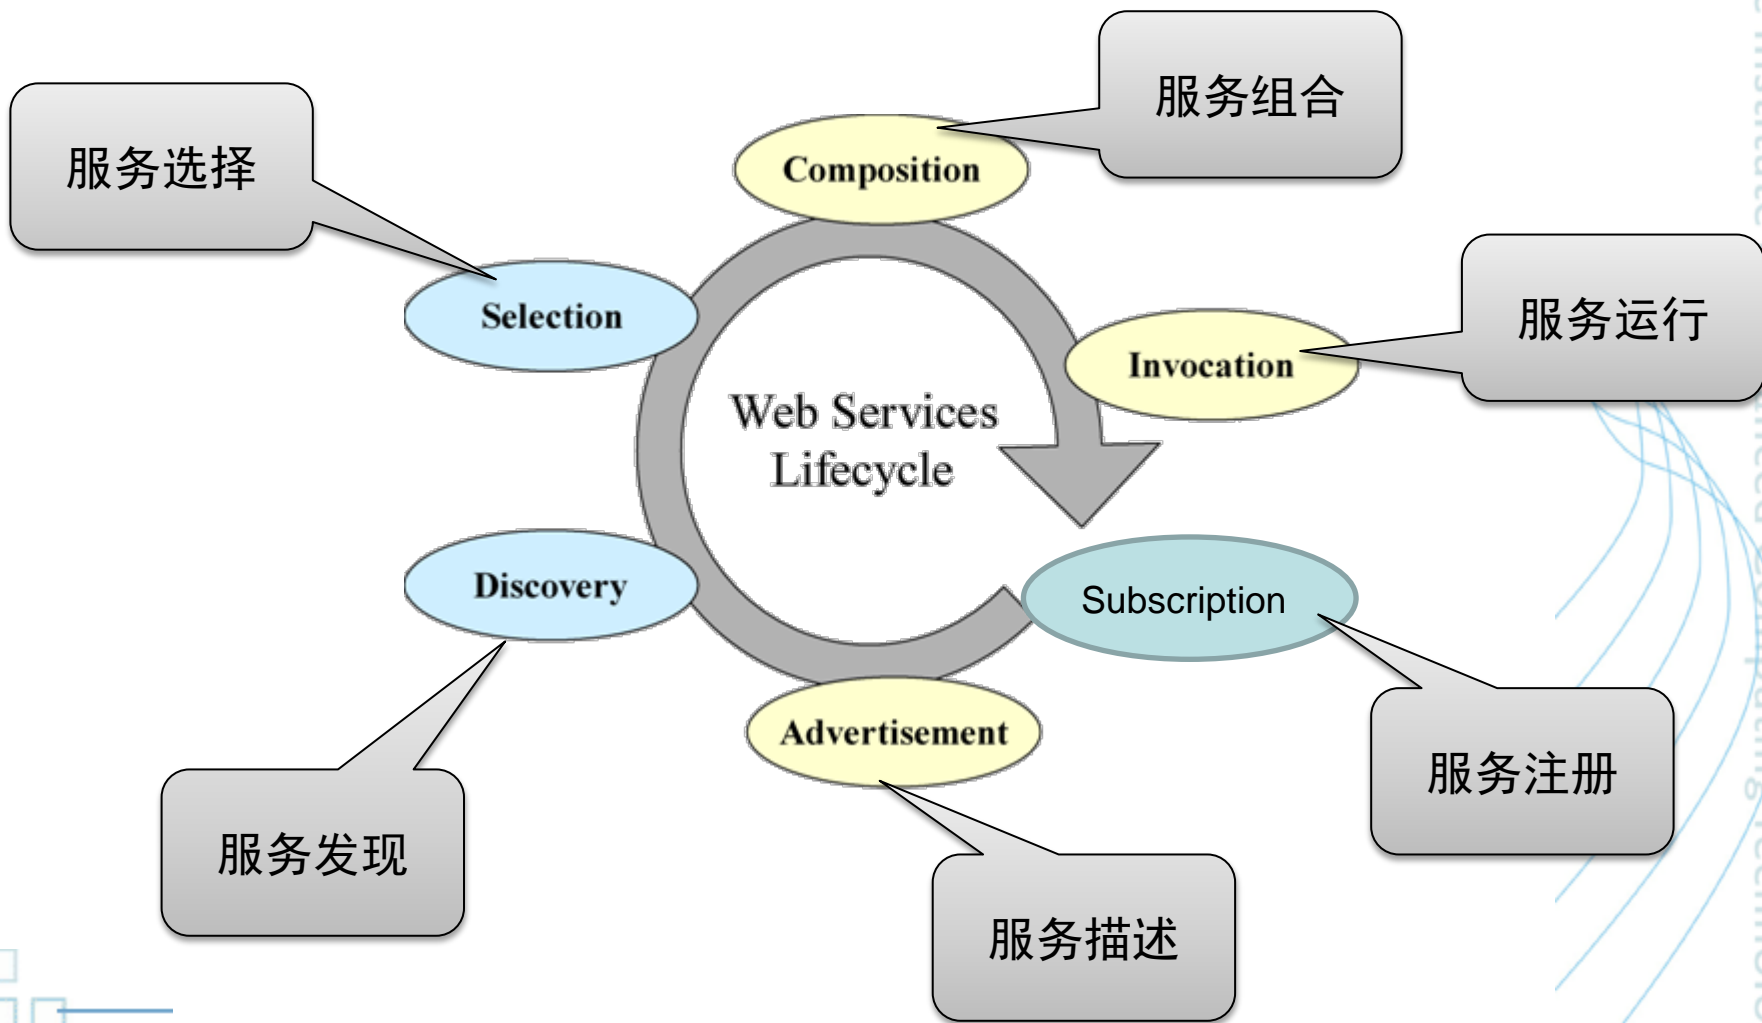 服务组合
服务选择
Composition
服务运行
Selection
Invocation
Web Services
Lifecycle
Discovery
Subscription
Advertisement
服务注册
服务发现
服务描述